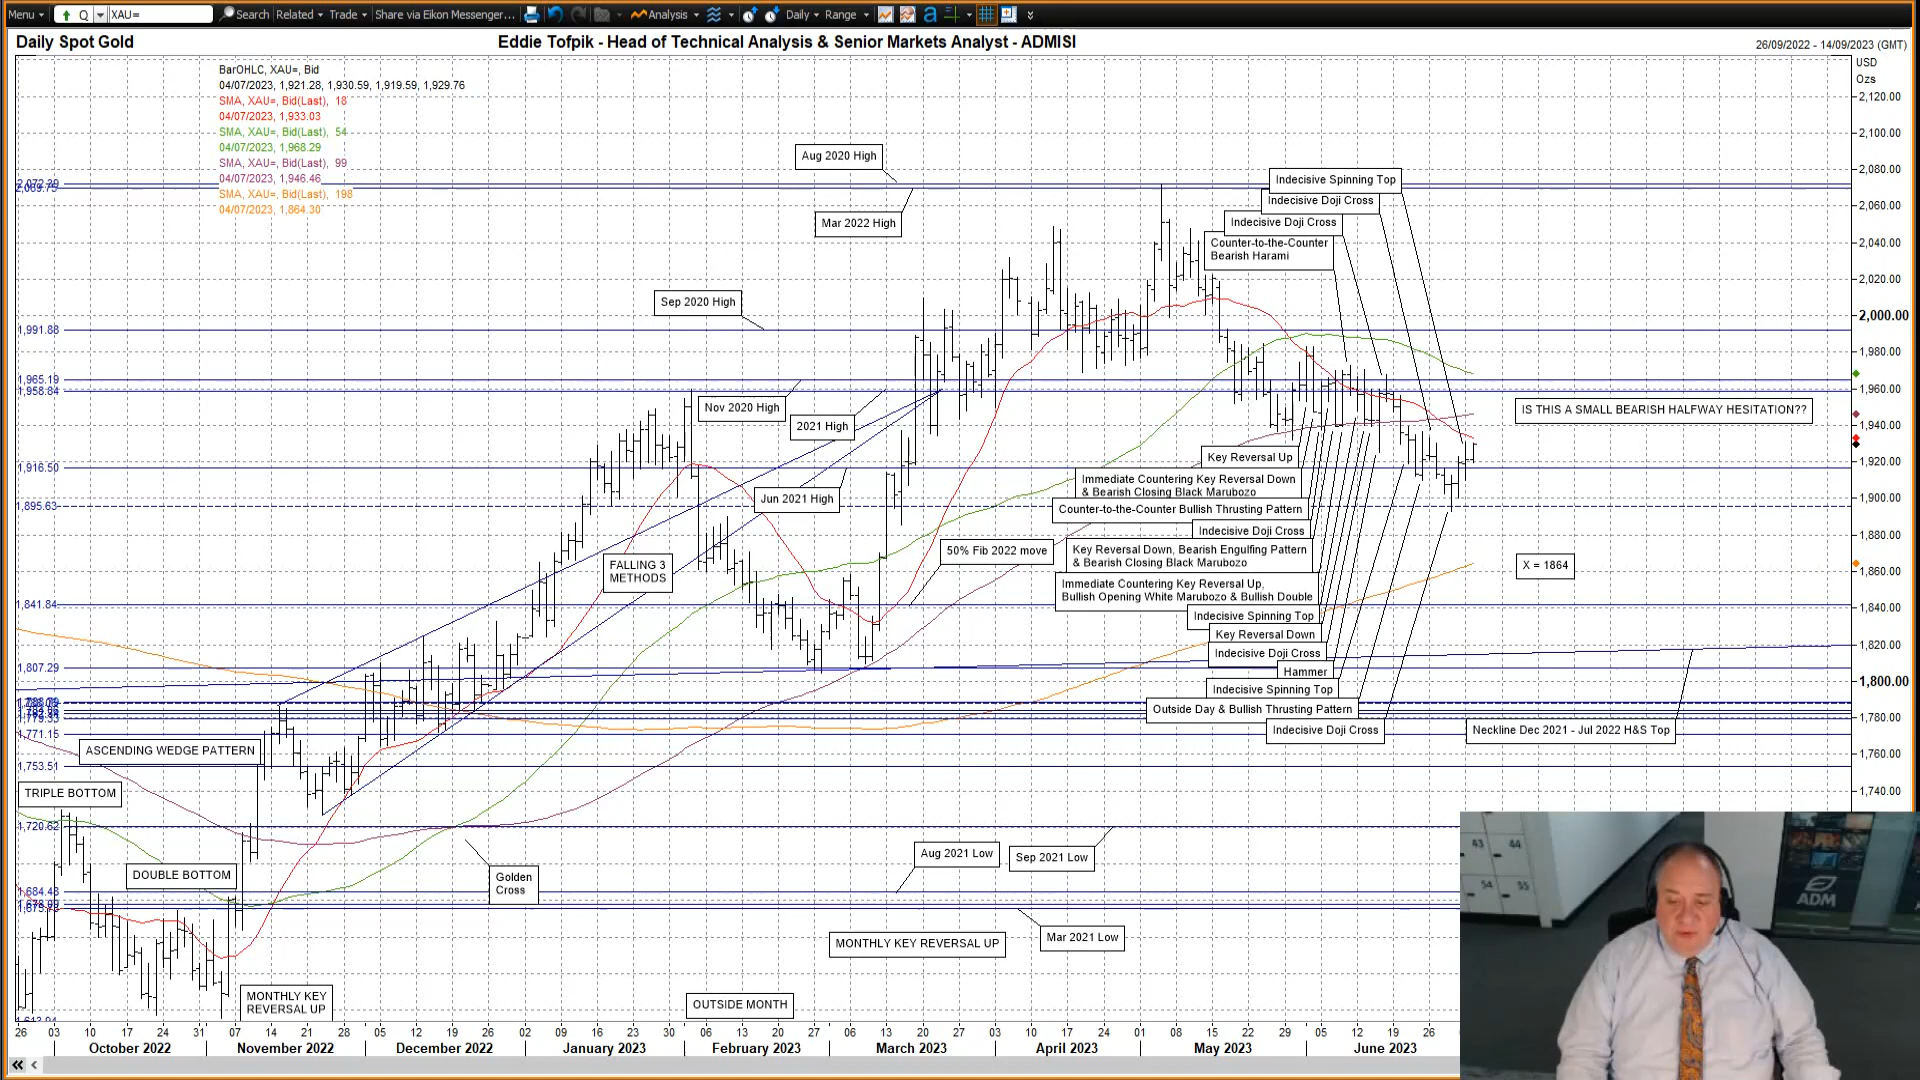 Menu
Q
XAU=
Search
Related
Trade
Share via Eikon Messenger...
Analysis
Daily
Range
Daily Spot Gold
Eddie Tofpik - Head of Technical Analysis & Senior Markets Analyst - ADMISI
26/09/2022 - 14/09/2023 (GMT)
BarOHLC, XAU=, Bid
04/07/2023, 1,921.28, 1,930.59, 1,919.59, 1,929.76
SMA, XAU=, Bid(Last), 18
04/07/2023, 1,933.03
SMA, XAU=, Bid(Last), 54
04/07/2023, 1,968.29
SMA, XAU=, Bid(Last), 99
04/07/2023, 1,946.46
SMA, XAU=, Bid(Last), 198
04/07/2023, 1,864.30
USD
Ozs
2,120.00
2,100.00
2,080.00
2,060.00
2,040.00
2,020.00
2,000.00
1,980.00
1,960.00
1,940.00
1,920.00
1,900.00
1,880.00
1,860.00
1,840.00
1,820.00
1,800.00
1,780.00
1,760.00
1,740.00
Aug 2020 High
Mar 2022 High
Sep 2020 High
Indecisive Spinning Top
Indecisive Doji Cross
Indecisive Doji Cross
Counter-to-the-Counter
Bearish Harami
1,991.88
1,965.19
1,958.84
Nov 2020 High
2021 High
IS THIS A SMALL BEARISH HALFWAY HESITATION??
1,916.50
Jun 2021 High
1,895.63
Key Reversal Up
Immediate Countering Key Reversal Down
& Bearish Closing Black Marubozo
Counter-to-the-Counter Bullish Thrusting Pattern
Indecisive Doji Cross
Key Reversal Down, Bearish Engulfing Pattern
& Bearish Closing Black Marubozo
Immediate Countering Key Reversal Up,
Bullish Opening White Marubozo & Bullish Double
Indecisive Spinning Top
Key Reversal Down
Indecisive Doji Cross
Hammer
Indecisive Spinning Top
Outside Day & Bullish Thrusting Pattern
Indecisive Doji Cross
50% Fib 2022 move
FALLING 3
METHODS
X = 1864
1,841.84
1,807.29
1,771.15
1,753.51
Neckline Dec 2021 - Jul 2022 H&S Top
ASCENDING WEDGE PATTERN
TRIPLE BOTTOM
1,720.62
DOUBLE BOTTOM
1,684.48
Golden
Cross
Aug 2021 Low
Sep 2021 Low
Mar 2021 Low
MONTHLY KEY REVERSAL UP
MONTHLY KEY
REVERSAL UP
OUTSIDE MONTH
26 03 10 17 24 31 07 14 21 28 05 12 19 26 02 09 16 23 30 06 13 20 27 06 13 20 27 03 10 17 24 01 08 15 22 29 05 12 19 26
October 2022
November 2022
December 2022
January 2023
February 2023
March 2023
April 2023
May 2023
June 2023
43 44
54 55
ADM